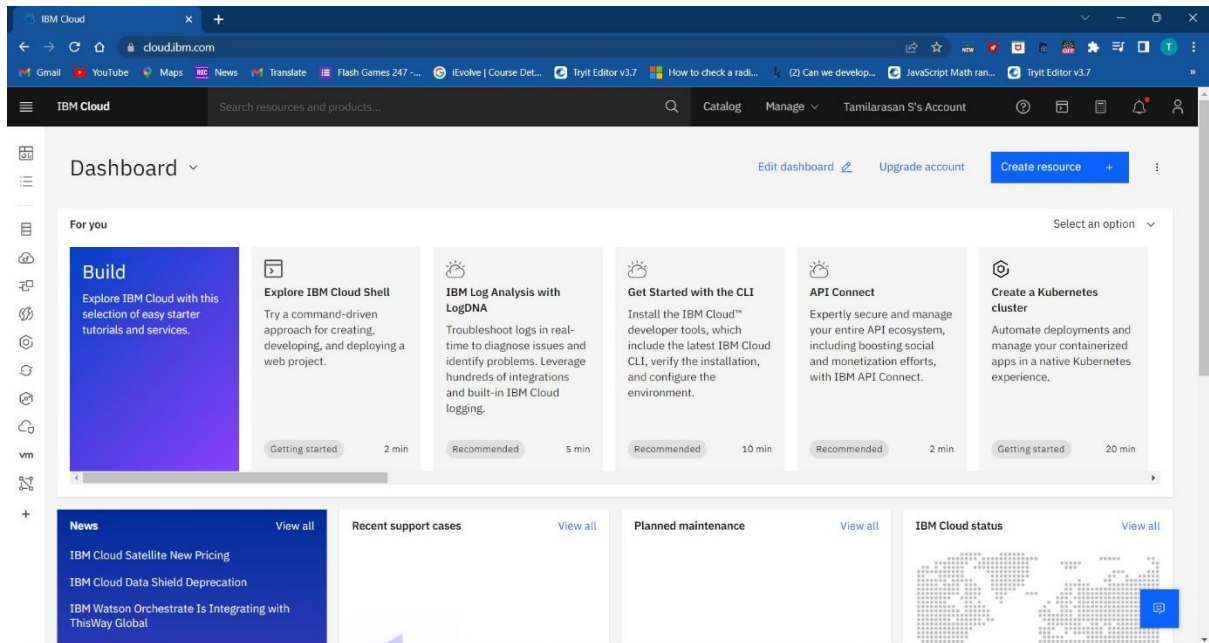 IBM Cloud
cloud.ibm.com
NEW
OFF
T
Gmail YouTube Maps REC News Translate Flash Games 247 -... iEvolve | Course Det... Tryit Editor v3.7 How to check a radi... (2) Can we develop... JavaScript Math ran... Tryit Editor v3.7
IBM Cloud Search resources and products... Catalog Manage Tamilarasan S's Account
Dashboard Edit dashboard Upgrade account Create resource +
For you Select an option
Build
Explore IBM Cloud with this
selection of easy starter
tutorials and services.
Explore IBM Cloud Shell
Try a command-driven
approach for creating,
developing, and deploying a
web project.
Getting started 2 min
IBM Log Analysis with
LogDNA
Troubleshoot logs in real-
time to diagnose issues and
identify problems. Leverage
hundreds of integrations
and built-in IBM Cloud
logging.
Recommended 5 min
Get Started with the CLI
Install the IBM Cloud™
developer tools, which
include the latest IBM Cloud
CLI, verify the installation,
and configure the
environment.
Recommended 10 min
API Connect
Expertly secure and manage
your entire API ecosystem,
including boosting social
and monetization efforts,
with IBM API Connect.
Recommended 2 min
Create a Kubernetes
cluster
Automate deployments and
manage your containerized
apps in a native Kubernetes
experience.
Getting started 20 min
vm
News View all
IBM Cloud Satellite New Pricing
IBM Cloud Data Shield Deprecation
IBM Watson Orchestrate Is Integrating with
ThisWay Global
Recent support cases View all
Planned maintenance View all
IBM Cloud status View all